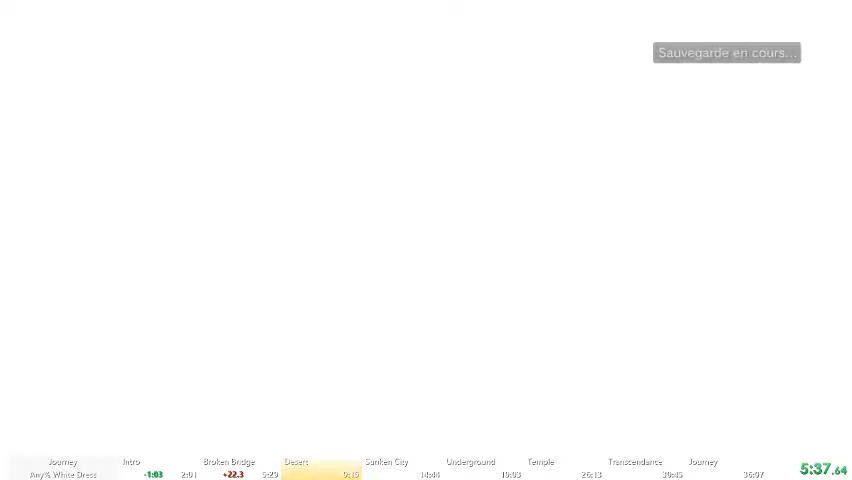 Sauvegarde en cours...
Journey Intro Broken Bridge Desert Sunken City Underground Temple Transcendance Journey
Any% White Dress -1:03 2:01 +22.3 5:29 9:15 14:44 19:03 26:13 30:45 36:07
5:37.64